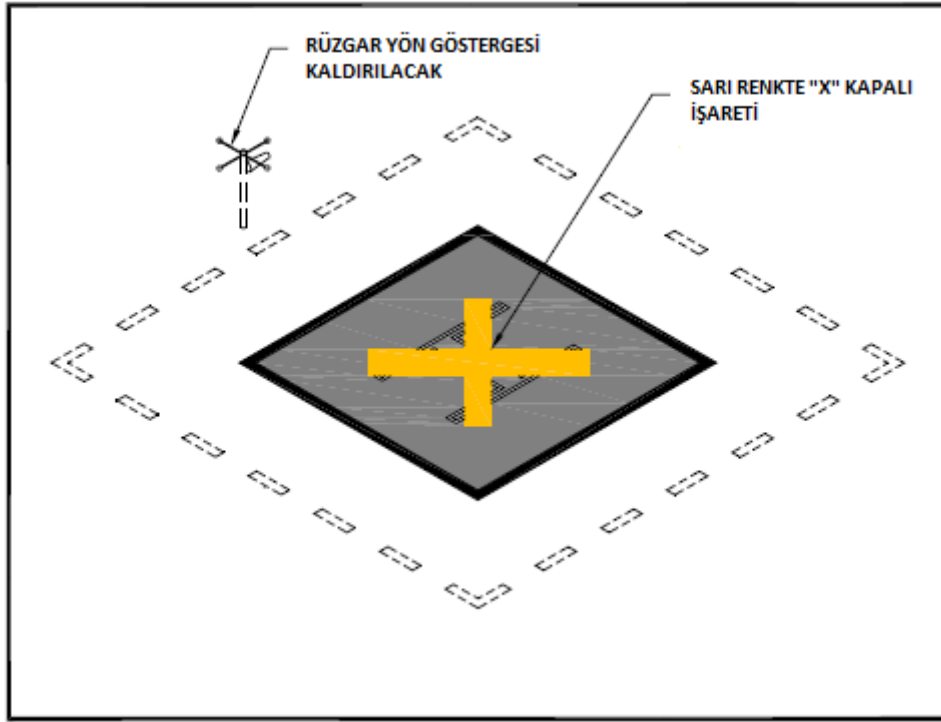 RÜZGAR YÖN GÖSTERGESİ
KALDIRILACAK
SARI RENKTE "X" KAPALI
İŞARETİ